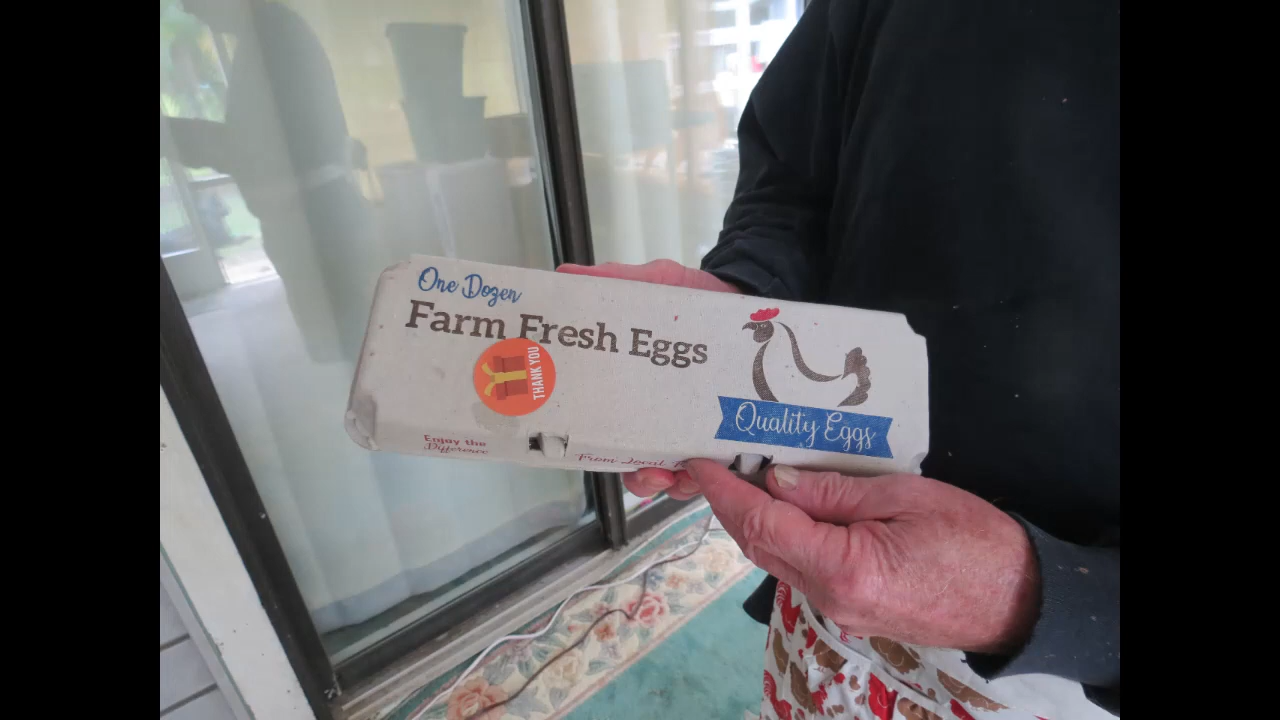 One Dozen
Farm Fresh Eggs
THANK YOU
Quality Eggs
Enjoy the
Difference
From Local